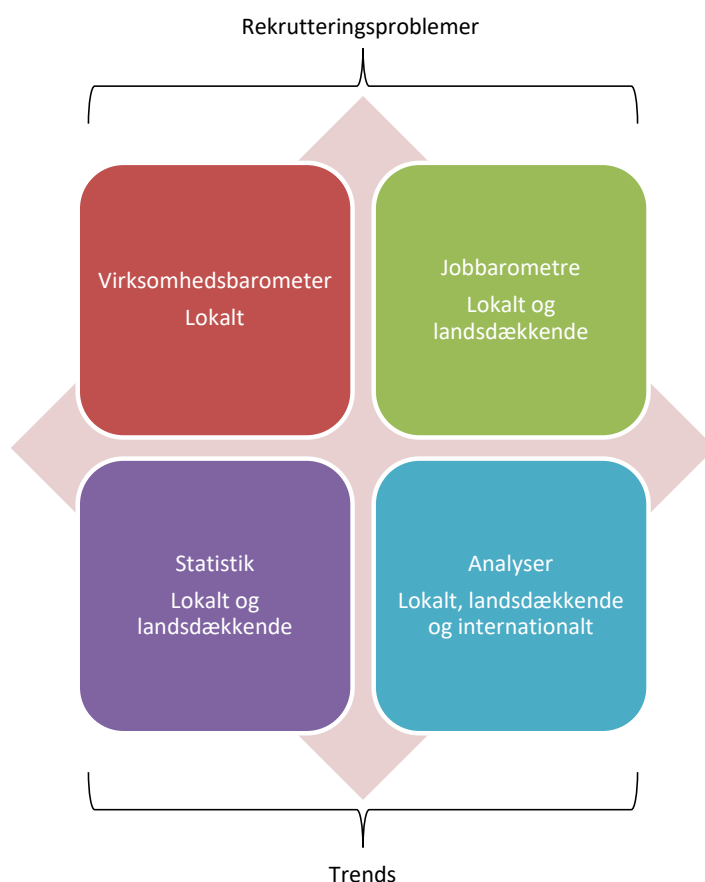 Rekrutteringsproblemer
Virksomhedsbarometer
Lokalt
Jobbarometre
Lokalt og
landsdækkende
Statistik
Lokalt og
landsdækkende
Analyser
Lokalt, landsdækkende
og internationalt
Trends